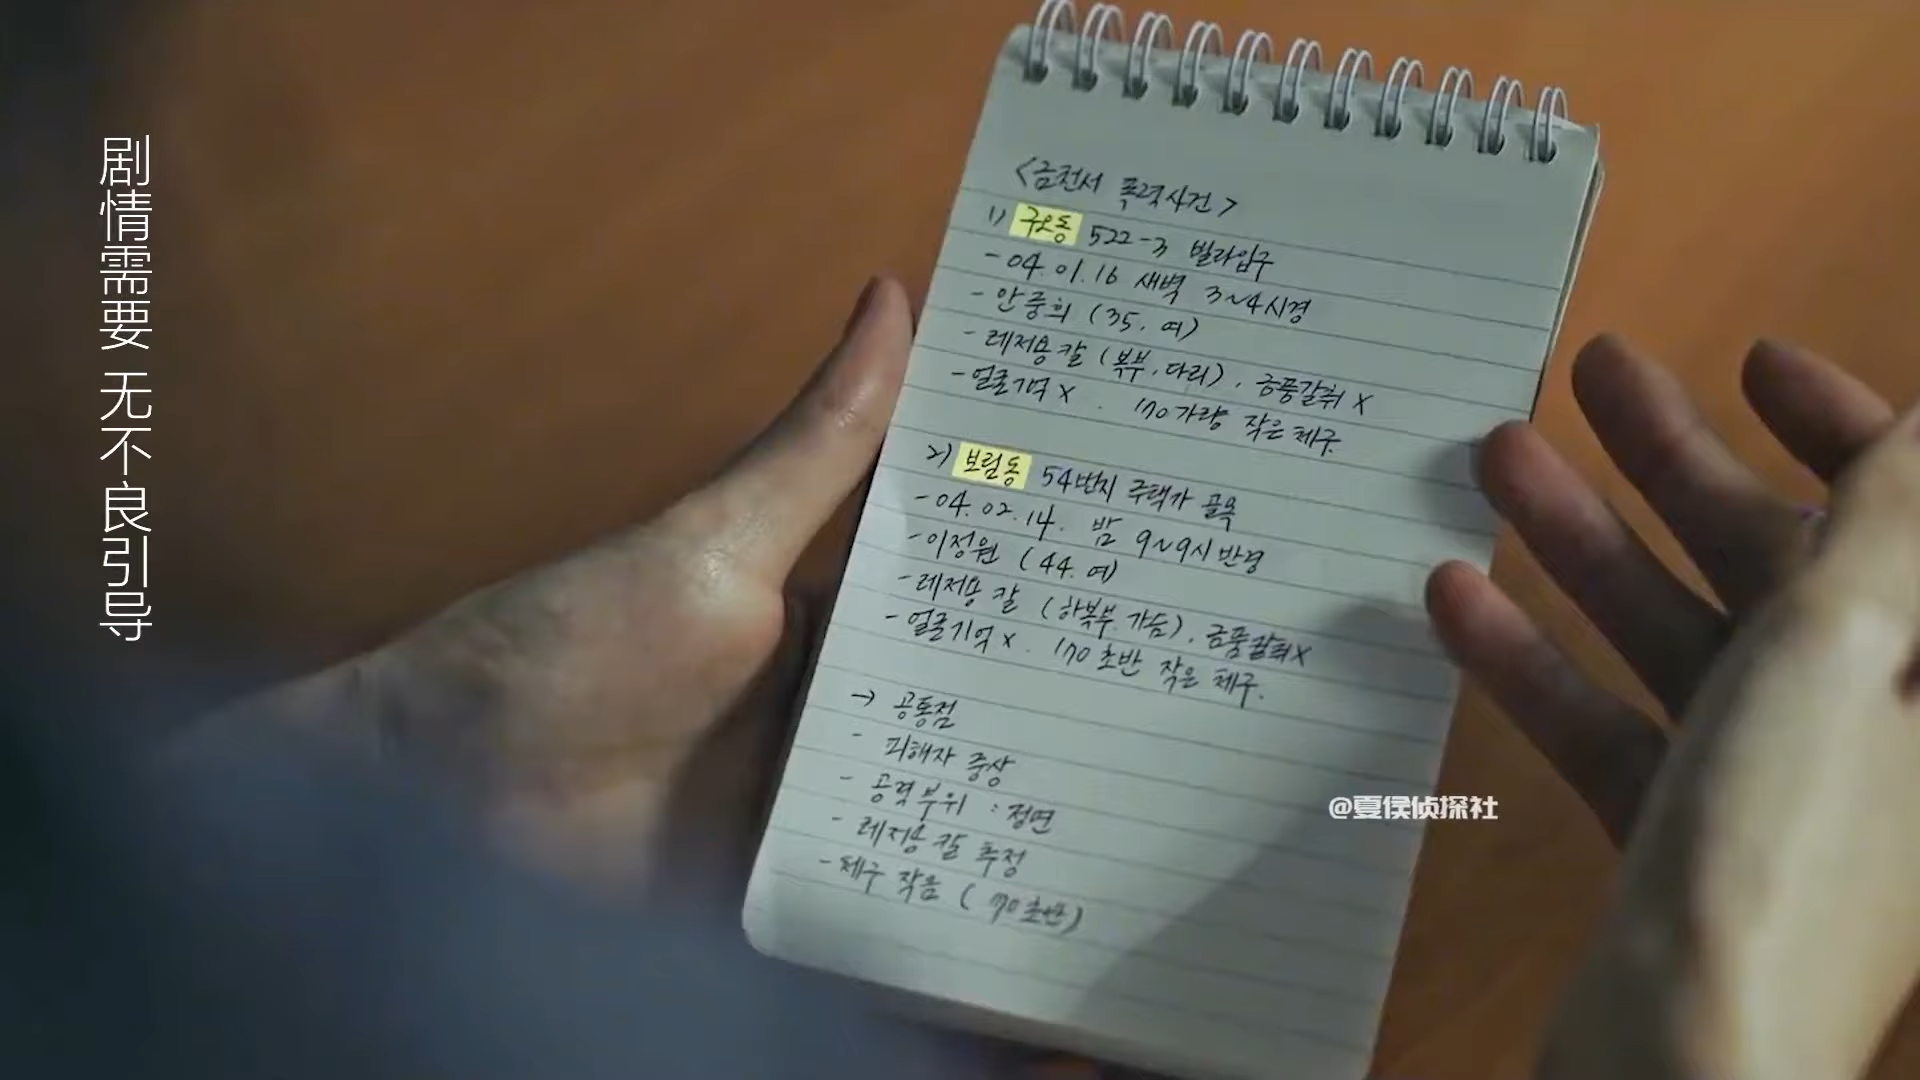 剧情需要 无不良引导
<금천서 폭력사건>
1) 구오동 522-3 빌라입구
- 04.01.16 새벽 3~4시경
- 안중희 (35. 여)
- 레저용 칼 (복부, 다리), 금품갈취 X
- 얼굴기억 X. 170가량 작은 체구.
2) 보림동 54번지 주택가 골목
- 04.02.14. 밤 9~9시반경
- 이정원 (44. 여)
- 레저용 칼 (하복부. 가슴), 금품갈취X
- 얼굴기억 x. 170 초반 작은 체구.
→ 공통점
- 피해자 중상
- 공격부위 : 정면
- 레저용 칼 추정
- 체구 작음 (170초반)
@夏侯侦探社